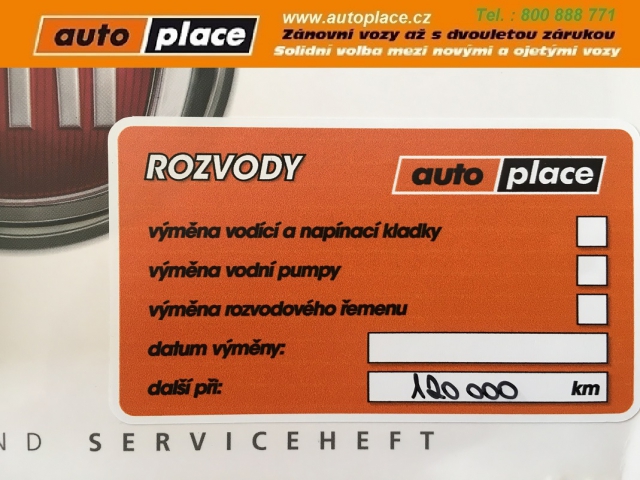 auto place
www.autoplace.cz
Tel. : 800 888 771
Zánovní vozy až s dvouletou zárukou
Solidní volba mezi novými a ojetými vozy
ROZVODY
auto place
výměna vodící a napínací kladky
výměna vodní pumpy
výměna rozvodového řemenu
datum výměny:
další při: 120 000 km
ND SERVICEHEFT